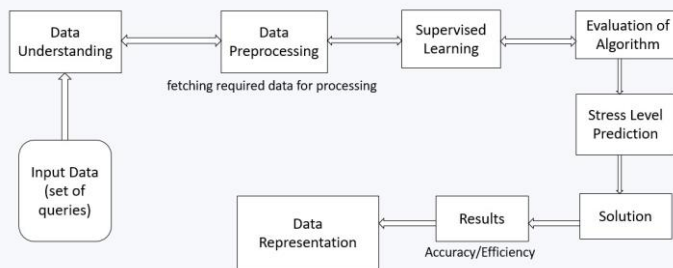 Data
Understanding
Data
Preprocessing
Supervised
Learning
Evaluation of
Algorithm
fetching required data for processing
Stress Level
Prediction
Input Data
(set of
queries)
Solution
Results
Accuracy/Efficiency
Data
Representation